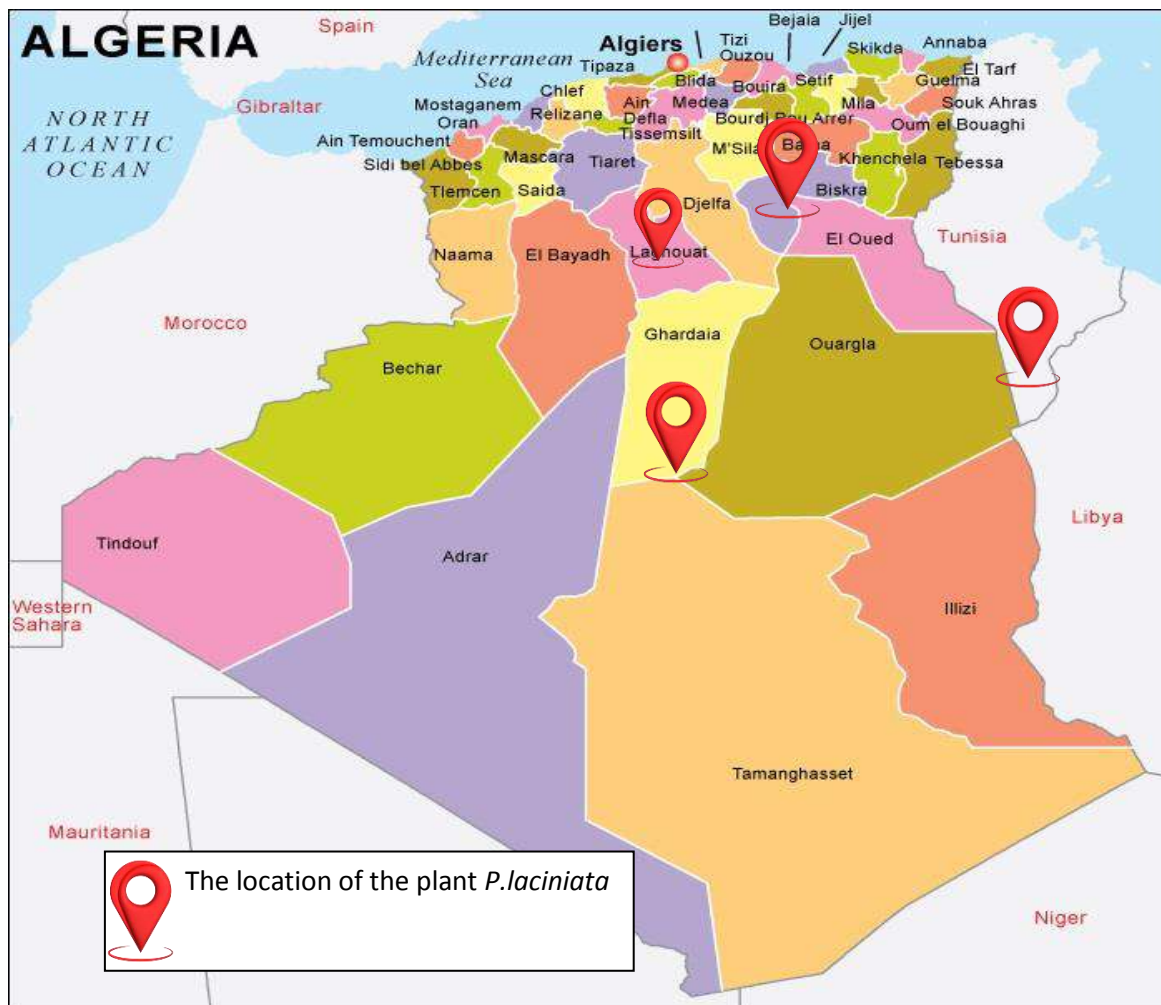 ALGERIA
Spain
Bejaia
Jijel
Algiers
Tizi
Ouzou
Skikda
Annaba
Mediterranean
Sea
Tipaza
El Tarf
Gibraltar
Chlef
Blida
Bouira
Setif
Guelma
Mostaganem
Relizane
Ain
Defla
Medea
Mila
Souk Ahras
NORTH
ATLANTIC
OCEAN
Oran
Tissemsilt
Bourdj Bou Arrer
Oum el Bouaghi
Ain Temouchent
Sidi bel Abbes
Mascara
Tiaret
M'Sila
Batna
Khenchela
Tebessa
Tlemcen
Saida
Djelfa
Biskra
Naama
El Bayadh
Laghouat
El Oued
Tunisia
Morocco
Ghardaia
Ouargla
Bechar
Libya
Tindouf
Adrar
Western
Sahara
Illizi
Tamanghasset
Mauritania
Niger
The location of the plant P.laciniata